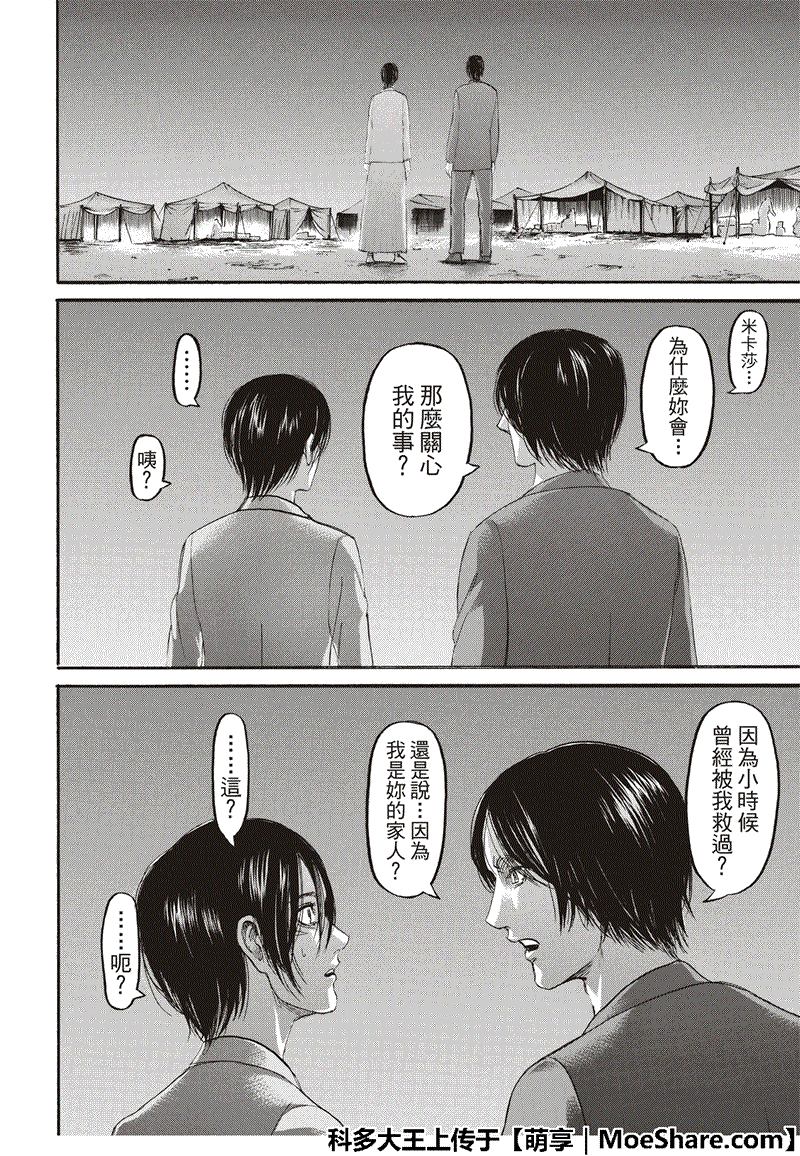 米卡莎…
為什麼妳會…
那麼關心
我的事？
……
咦？
因為小時候
曾經被我救過？
還是說…因為
我是妳的家人？
……這？
……呃？
科多大王上传于【萌享｜MoeShare.com】